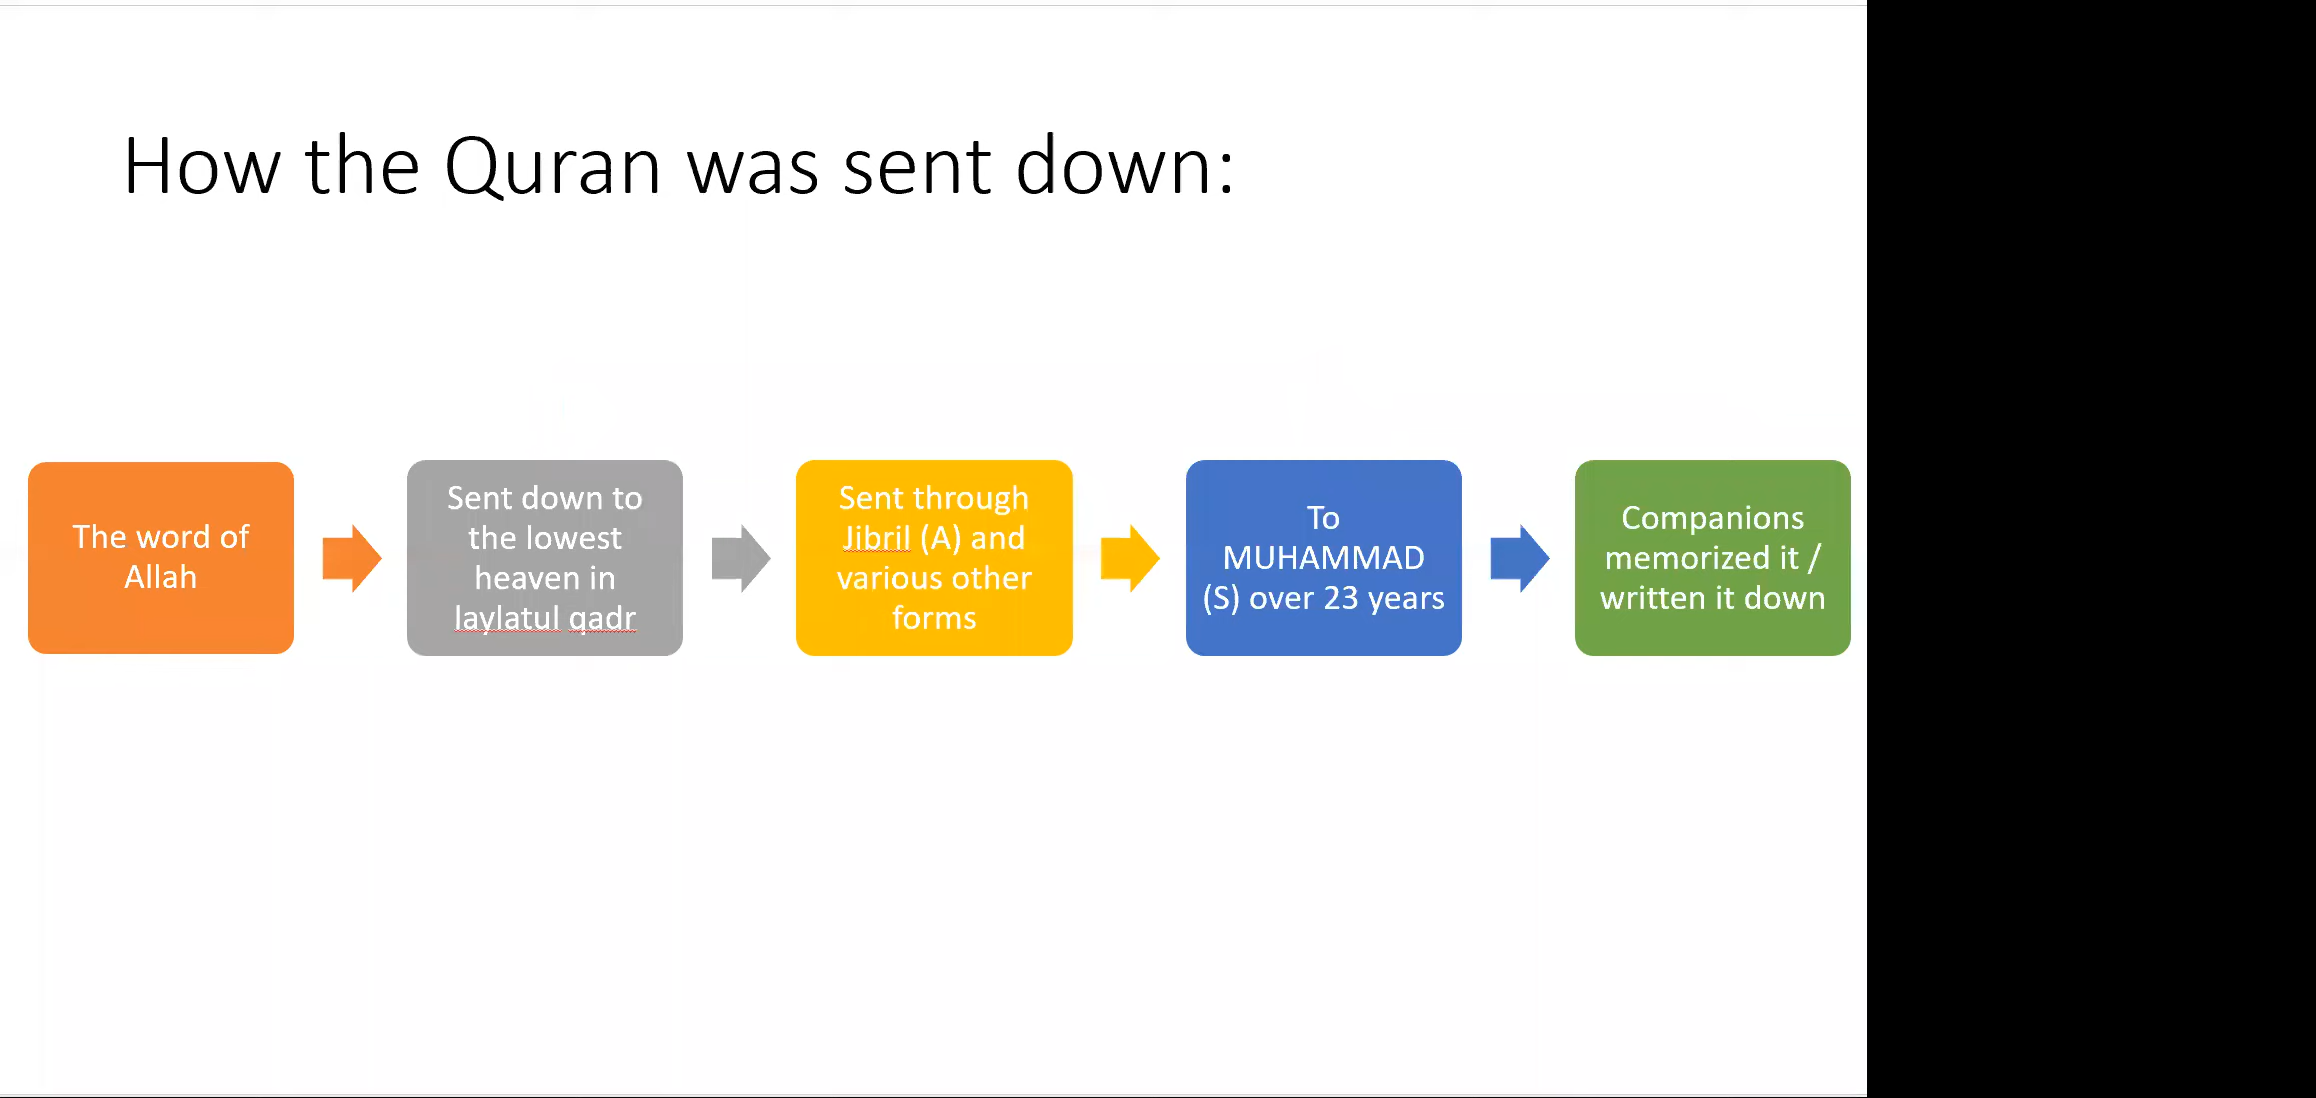 How the Quran was sent down:
The word of
Allah
Sent down to
the lowest
heaven in
laylatul qadr
Sent through
Jibril (A) and
various other
forms
To
MUHAMMAD
(S) over 23 years
Companions
memorized it /
written it down